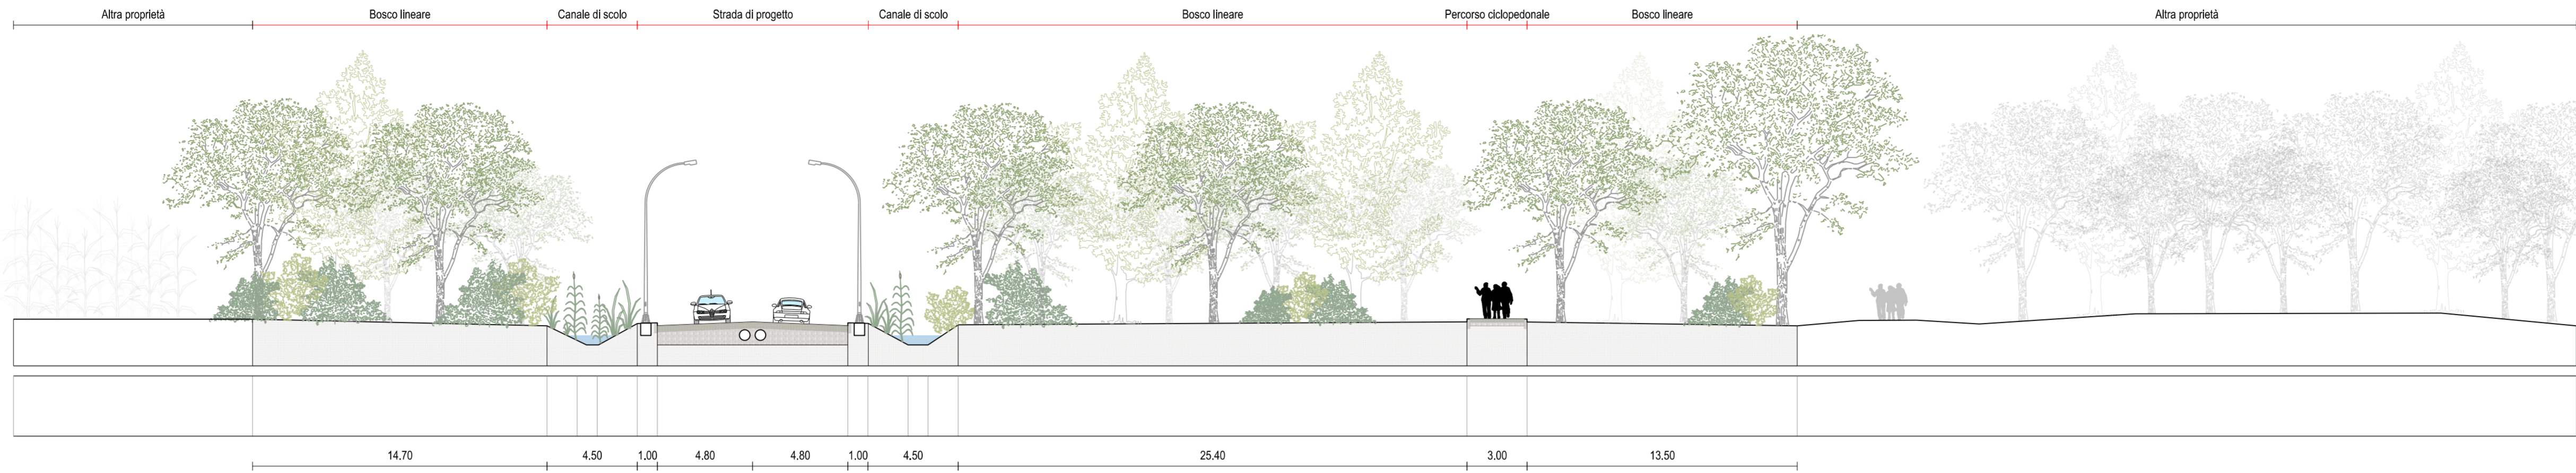 Altra proprietà
Bosco lineare
Canale di scolo
Strada di progetto
Canale di scolo
Bosco lineare
Percorso ciclopedonale
Bosco lineare
Altra proprietà
14.70
4.50
1.00
4.80
4.80
1.00
4.50
25.40
3.00
13.50